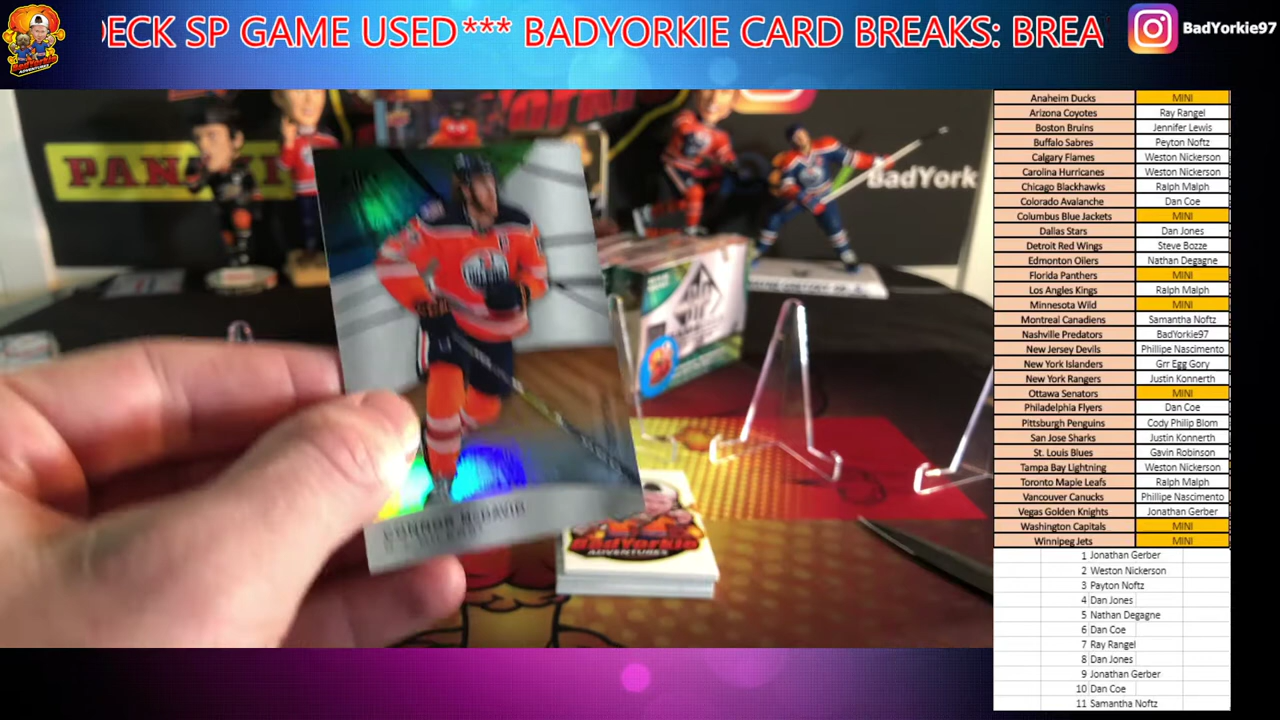 DECK SP GAME USED*** BADYORKIE CARD BREAKS: BREA
BadYorkie97
BadYorkie
ADVENTURES
PANINI
BadYork
OILERS
CONNOR McDAVID
BadYorkie
ADVENTURES
Anaheim Ducks MINI
Arizona Coyotes Ray Rangel
Boston Bruins Jennifer Lewis
Buffalo Sabres Peyton Noftz
Calgary Flames Weston Nickerson
Carolina Hurricanes Weston Nickerson
Chicago Blackhawks Ralph Malph
Colorado Avalanche Dan Coe
Columbus Blue Jackets MINI
Dallas Stars Dan Jones
Detroit Red Wings Steve Bozze
Edmonton Oilers Nathan Degagne
Florida Panthers MINI
Los Angles Kings Ralph Malph
Minnesota Wild MINI
Montreal Canadiens Samantha Noftz
Nashville Predators BadYorkie97
New Jersey Devils Phillipe Nascimento
New York Islanders Grr Egg Gory
New York Rangers Justin Konnerth
Ottawa Senators MINI
Philadelphia Flyers Dan Coe
Pittsburgh Penguins Cody Philip Blom
San Jose Sharks Justin Konnerth
St. Louis Blues Gavin Robinson
Tampa Bay Lightning Weston Nickerson
Toronto Maple Leafs Ralph Malph
Vancouver Canucks Phillipe Nascimento
Vegas Golden Knights Jonathan Gerber
Washington Capitals MINI
Winnipeg Jets MINI
1 Jonathan Gerber
2 Weston Nickerson
3 Payton Noftz
4 Dan Jones
5 Nathan Degagne
6 Dan Coe
7 Ray Rangel
8 Dan Jones
9 Jonathan Gerber
10 Dan Coe
11 Samantha Noftz